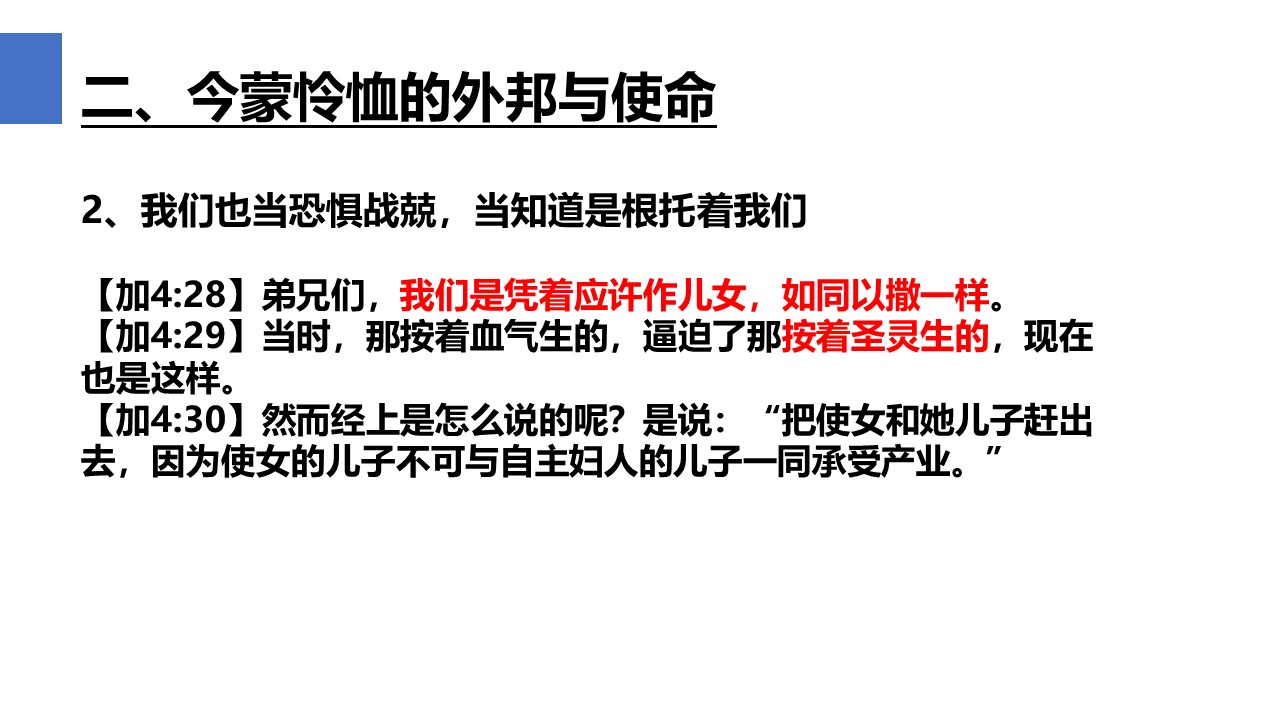 二、今蒙怜恤的外邦与使命
2、我们也当恐惧战兢，当知道是根托着我们
【加4:28】弟兄们，我们是凭着应许作儿女，如同以撒一样。
【加4:29】当时，那按着血气生的，逼迫了那按着圣灵生的，现在
也是这样。
【加4:30】然而经上是怎么说的呢？是说：“把使女和她儿子赶出
去，因为使女的儿子不可与自主妇人的儿子一同承受产业。”